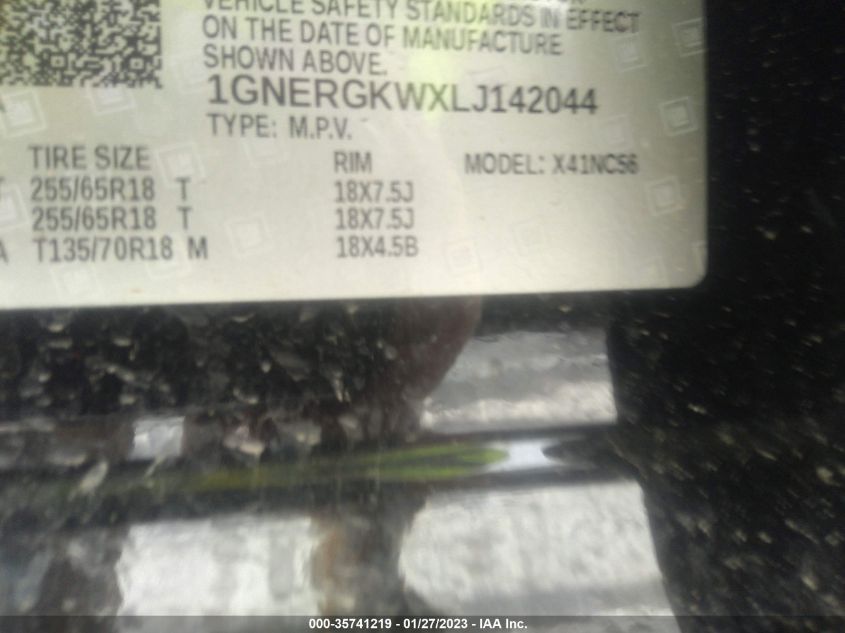 VEHICLE SAFETY STANDARDS IN EFFECT
ON THE DATE OF MANUFACTURE
SHOWN ABOVE.
1GNERGKWXLJ142044
TYPE: M.P.V.
TIRE SIZE RIM MODEL: X41NC56
T 255/65R18 T 18X7.5J
255/65R18 T 18X7.5J
A T135/70R18 M 18X4.5B
000-35741219 - 01/27/2023 - IAA Inc.